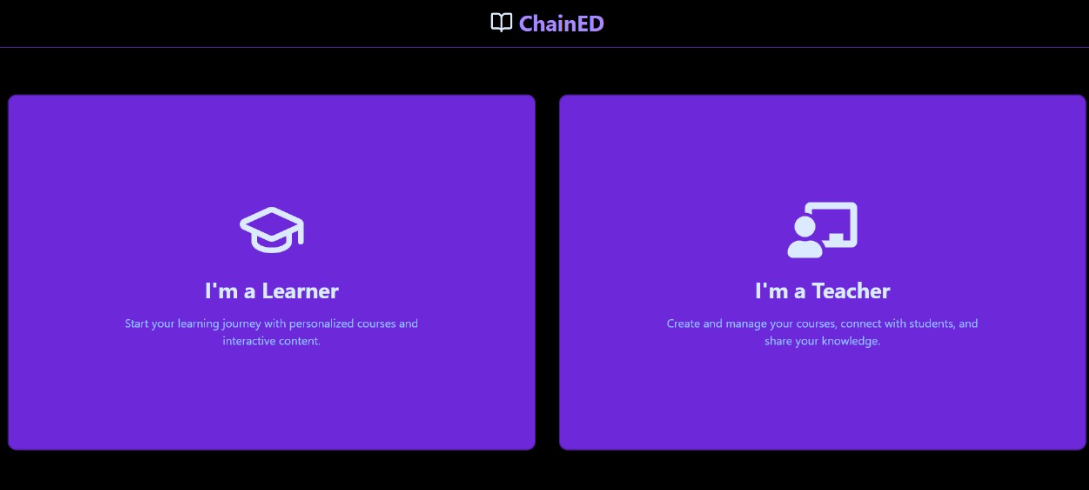 ChainED
I'm a Learner
Start your learning journey with personalized courses and
interactive content.
I'm a Teacher
Create and manage your courses, connect with students, and
share your knowledge.